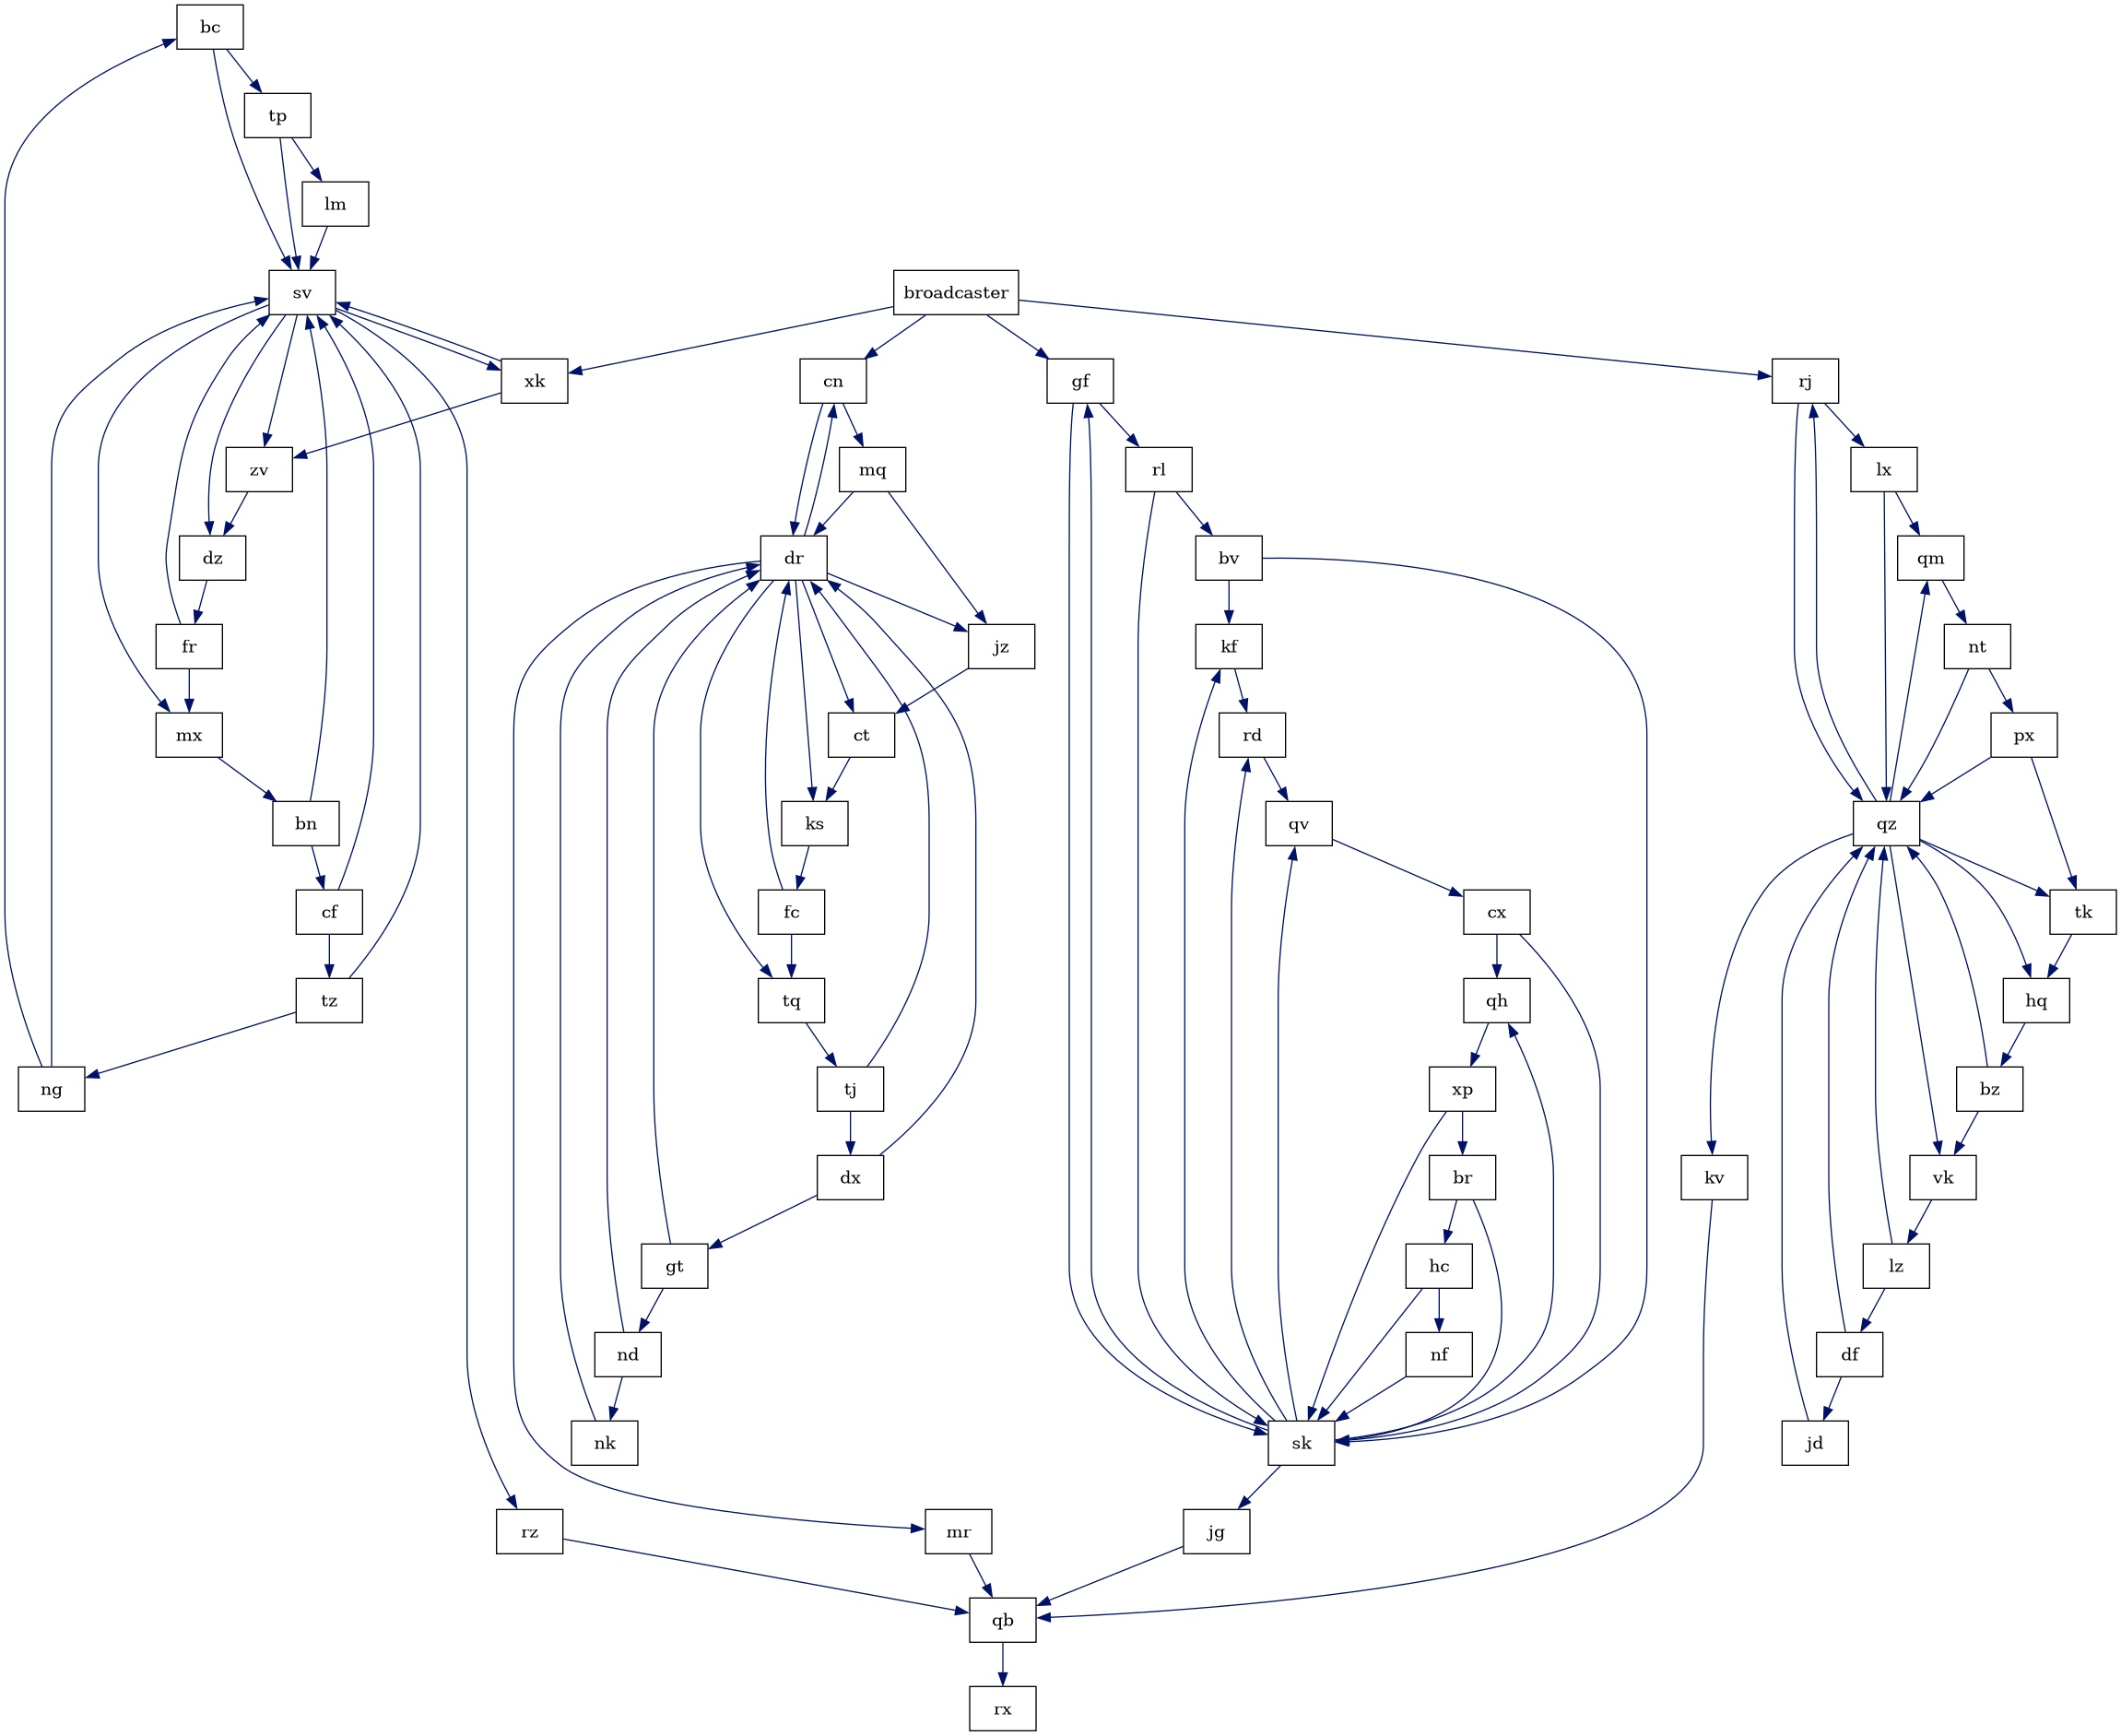 bc
tp
lm
sv
broadcaster
xk
cn
gf
rj
zv
mq
rl
lx
dz
dr
bv
qm
fr
jz
kf
nt
mx
ct
rd
px
bn
ks
qv
qz
cf
fc
cx
tk
tz
tq
qh
hq
ng
tj
xp
bz
dx
br
kv
vk
gt
hc
lz
nd
nf
df
nk
sk
jd
rz
mr
jg
qb
rx